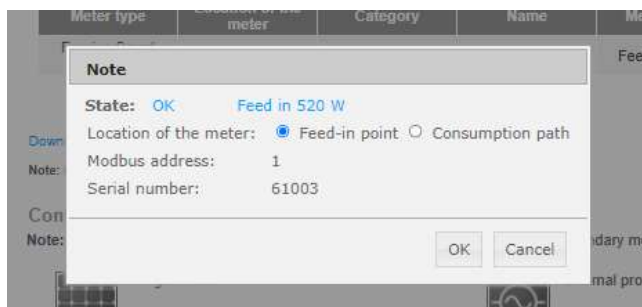 Meter type
meter
Category
Name
Fee
Note
State: OK Feed in 520 W
Location of the meter: Feed-in point Consumption path
Modbus address: 1
Serial number: 61003
Down
Note:
Con
Note:
dary m
OK Cancel
mal pro